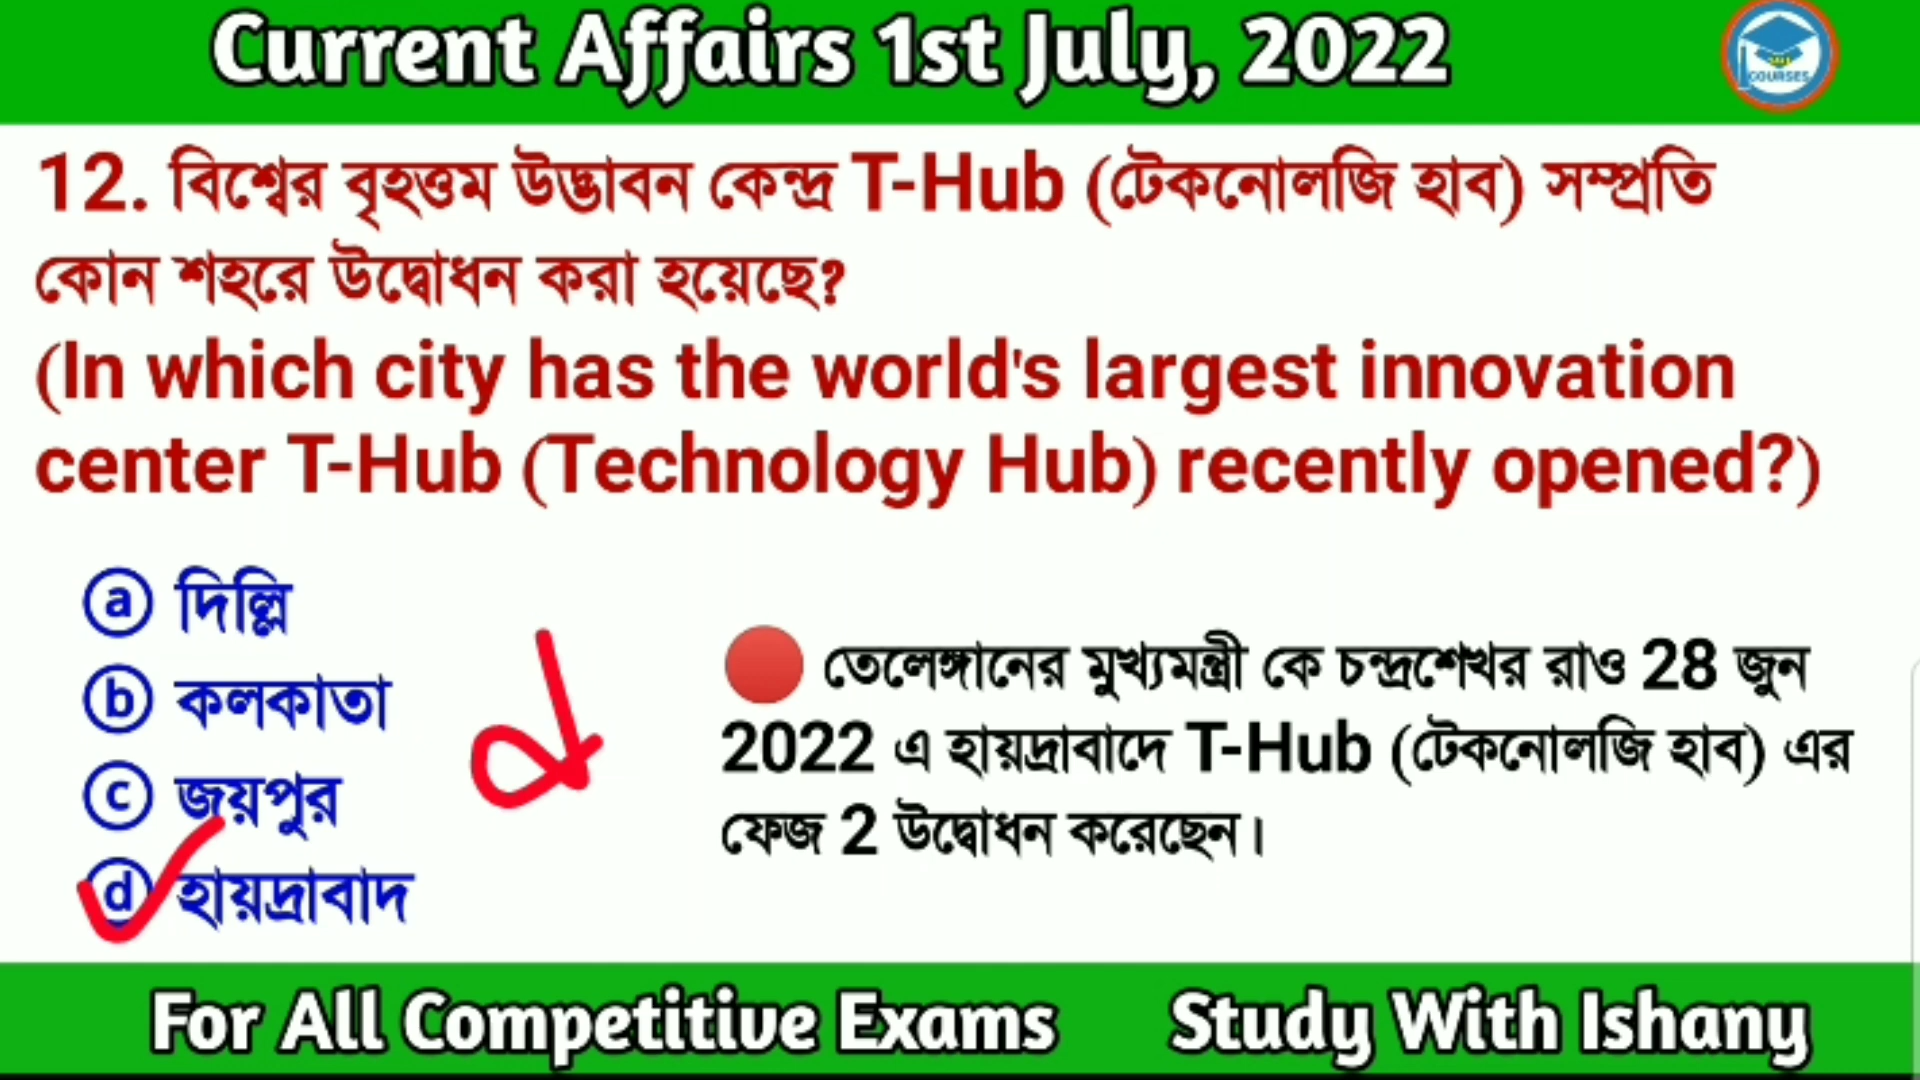 Current Affairs 1st July, 2022
COURSES
12. বিশ্বের বৃহত্তম উদ্ভাবন কেন্দ্র T-Hub (টেকনোলজি হাব) সম্প্রতি
কোন শহরে উদ্বোধন করা হয়েছে?
(In which city has the world's largest innovation
center T-Hub (Technology Hub) recently opened?)
ⓐ দিল্লি
ⓑ কলকাতা
ⓒ জয়পুর
ⓓ হায়দ্রাবাদ
d
তেলেঙ্গানের মুখ্যমন্ত্রী কে চন্দ্রশেখর রাও 28 জুন
2022 এ হায়দ্রাবাদে T-Hub (টেকনোলজি হাব) এর
ফেজ 2 উদ্বোধন করেছেন।
For All Competitive Exams Study With Ishany